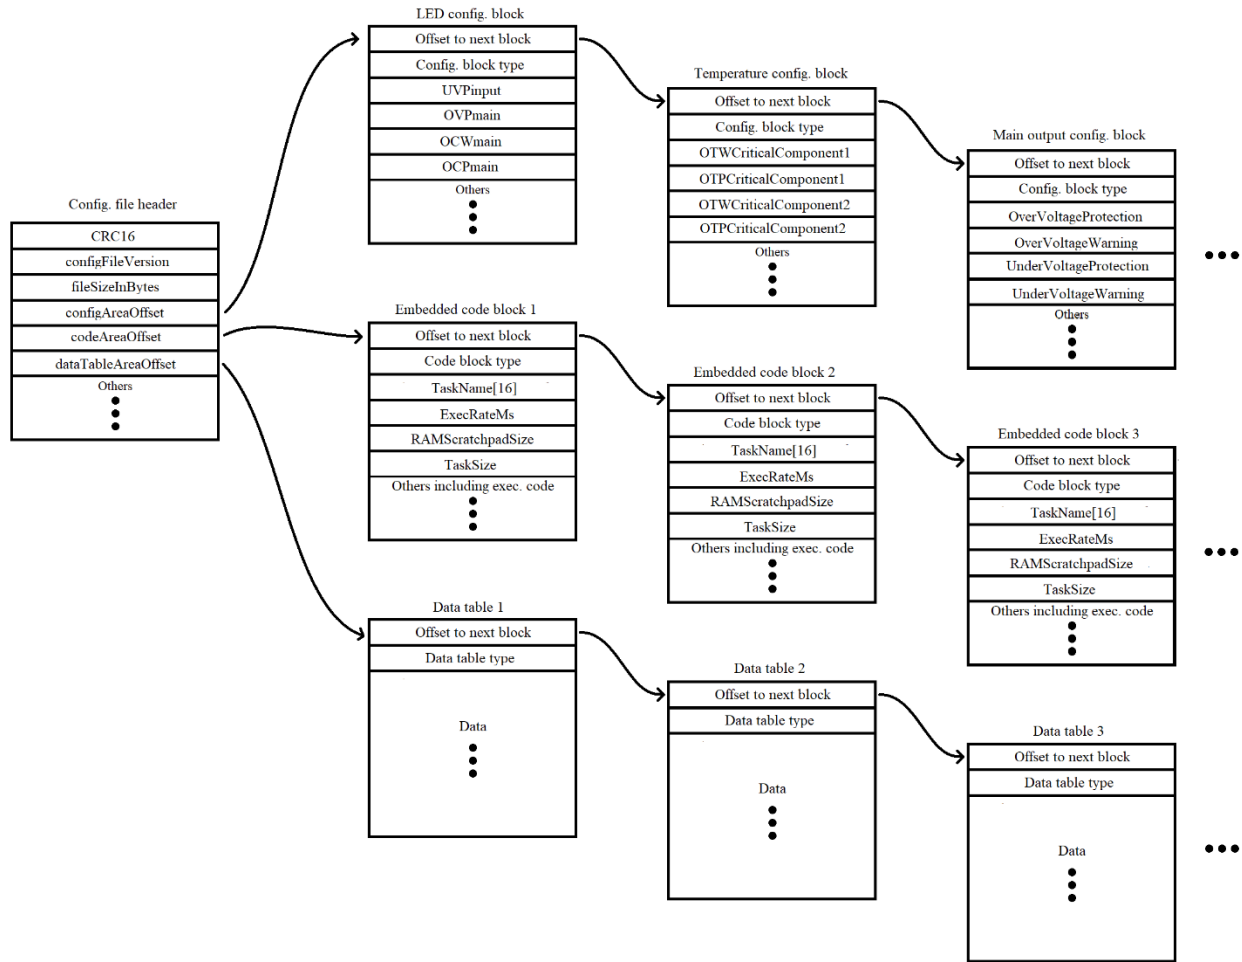 LED config. block
Offset to next block
Config. block type
UVPinput
OVPmain
OCWmain
OCPmain
Others
Temperature config. block
Offset to next block
Config. block type
OTWCriticalComponent1
OTPCriticalComponent1
OTWCriticalComponent2
OTPCriticalComponent2
Others
Main output config. block
Offset to next block
Config. block type
OverVoltageProtection
OverVoltageWarning
UnderVoltageProtection
UnderVoltageWarning
Others
Config. file header
CRC16
configFileVersion
fileSizeInBytes
configAreaOffset
codeAreaOffset
dataTableAreaOffset
Others
Embedded code block 1
Offset to next block
Code block type
TaskName[16]
ExecRateMs
RAMScratchpadSize
TaskSize
Others including exec. code
Embedded code block 2
Offset to next block
Code block type
TaskName[16]
ExecRateMs
RAMScratchpadSize
TaskSize
Others including exec. code
Embedded code block 3
Offset to next block
Code block type
TaskName[16]
ExecRateMs
RAMScratchpadSize
TaskSize
Others including exec. code
Data table 1
Offset to next block
Data table type
Data
Data table 2
Offset to next block
Data table type
Data
Data table 3
Offset to next block
Data table type
Data